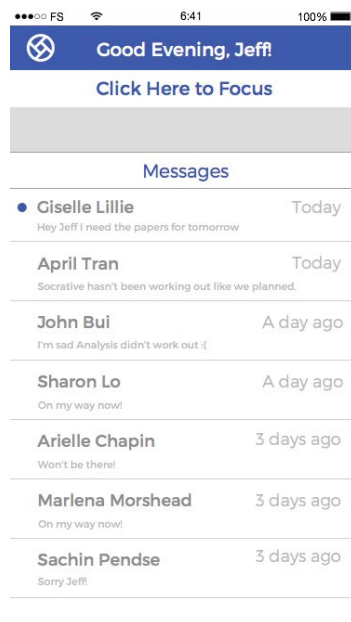 FS 6:41 100%
Good Evening, Jeff!
Click Here to Focus
Messages
Giselle Lillie Today
Hey Jeff I need the papers for tomorrow
April Tran Today
Socrative hasn't been working out like we planned.
John Bui A day ago
I'm sad Analysis didn't work out :(
Sharon Lo A day ago
On my way now!
Arielle Chapin 3 days ago
Won't be there!
Marlena Morshead 3 days ago
On my way now!
Sachin Pendse 3 days ago
Sorry Jeff!